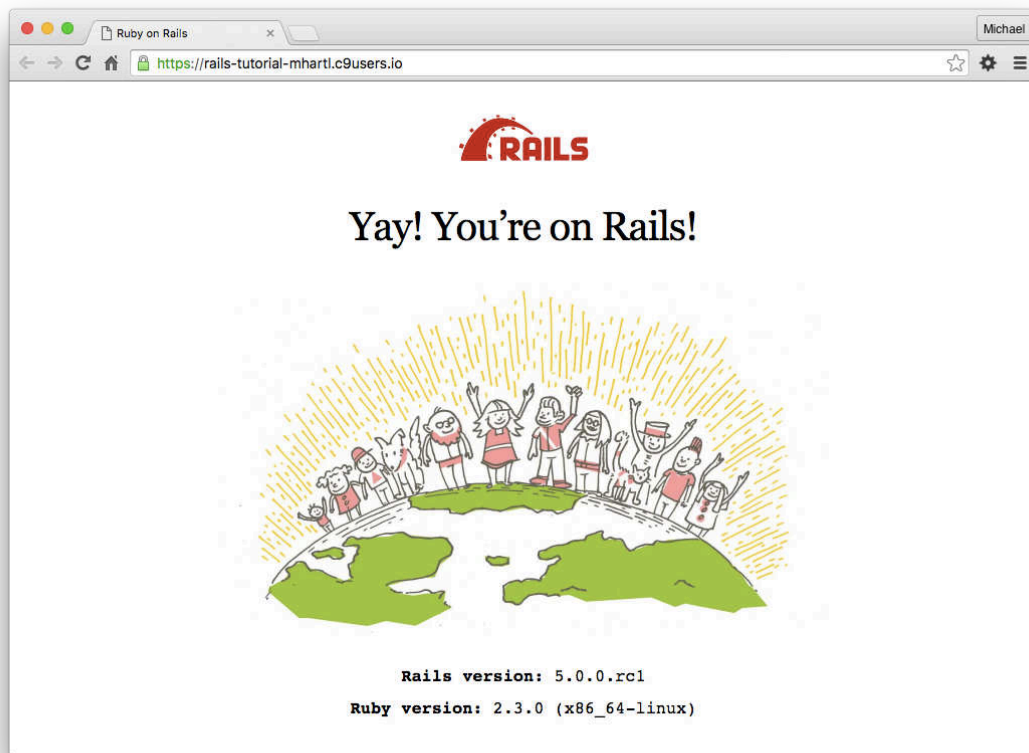 Ruby on Rails
Michael
https://rails-tutorial-mhartl.c9users.io
RAILS
Yay! You’re on Rails!
Rails version: 5.0.0.rc1
Ruby version: 2.3.0 (x86_64-linux)